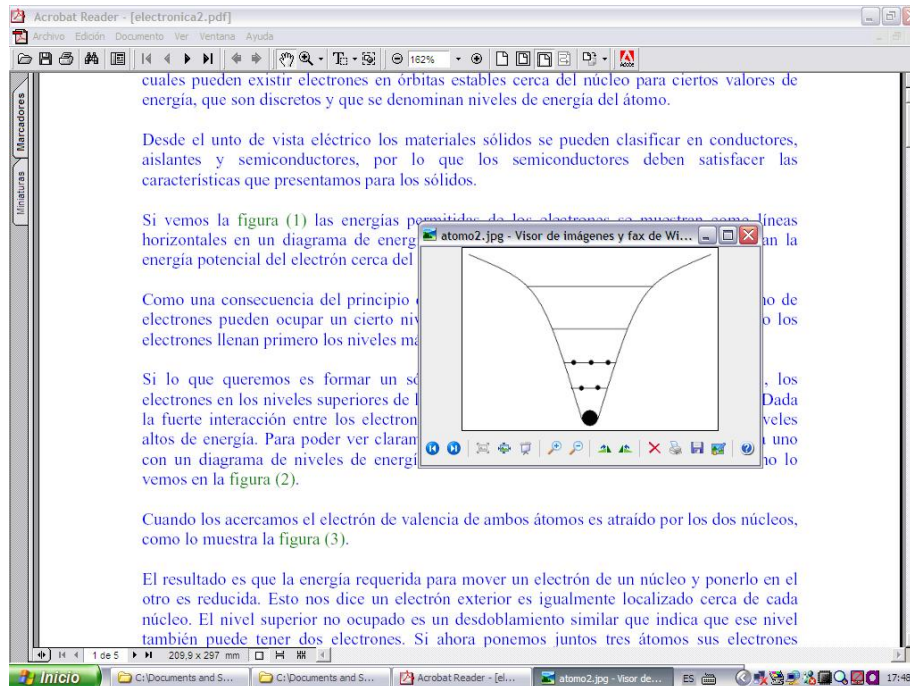 Acrobat Reader - [electronica2.pdf]
Archivo Edición Documento Ver Ventana Ayuda
162%
Adobe
Marcadores
Miniaturas
cuales pueden existir electrones en órbitas estables cerca del núcleo para ciertos valores de
energía, que son discretos y que se denominan niveles de energía del átomo.
Desde el unto de vista eléctrico los materiales sólidos se pueden clasificar en conductores,
aislantes y semiconductores, por lo que los semiconductores deben satisfacer las
características que presentamos para los sólidos.
Si vemos la figura (1) las energías permitidas de los electrones se muestran como líneas
horizontales en un diagrama de energ an la
energía potencial del electrón cerca del
Como una consecuencia del principio no de
electrones pueden ocupar un cierto niv o los
electrones llenan primero los niveles m
Si lo que queremos es formar un só , los
electrones en los niveles superiores de Dada
la fuerte interacción entre los electron veles
altos de energía. Para poder ver claram uno
con un diagrama de niveles de energí no lo
vemos en la figura (2).
atomo2.jpg - Visor de imágenes y fax de Wi...
Cuando los acercamos el electrón de valencia de ambos átomos es atraído por los dos núcleos,
como lo muestra la figura (3).
El resultado es que la energía requerida para mover un electrón de un núcleo y ponerlo en el
otro es reducida. Esto nos dice un electrón exterior es igualmente localizado cerca de cada
núcleo. El nivel superior no ocupado es un desdoblamiento similar que indica que ese nivel
también puede tener dos electrones. Si ahora ponemos juntos tres átomos sus electrones
1 de 5 209,9 x 297 mm
Inicio C:\Documents and S... C:\Documents and S... Acrobat Reader - [el... atomo2.jpg - Visor de... ES 17:48